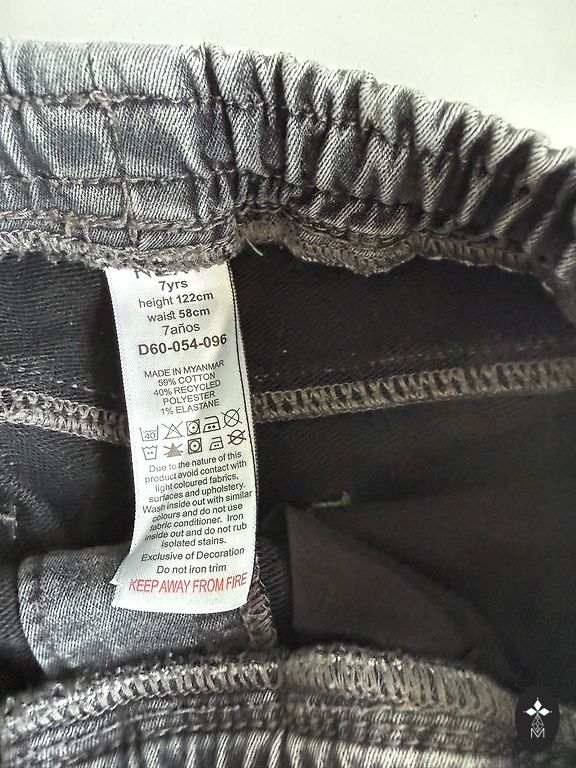 7yrs
height 122cm
waist 58cm
7años
D60-054-096
MADE IN MYANMAR
59% COTTON
40% RECYCLED
POLYESTER
1% ELASTANE
40
Due to the nature of this
product avoid contact with
light coloured fabrics,
surfaces and upholstery.
Wash inside out with similar
colours and do not use
fabric conditioner. Iron
inside out and do not rub
isolated stains.
Exclusive of Decoration
Do not iron trim
KEEP AWAY FROM FIRE
M